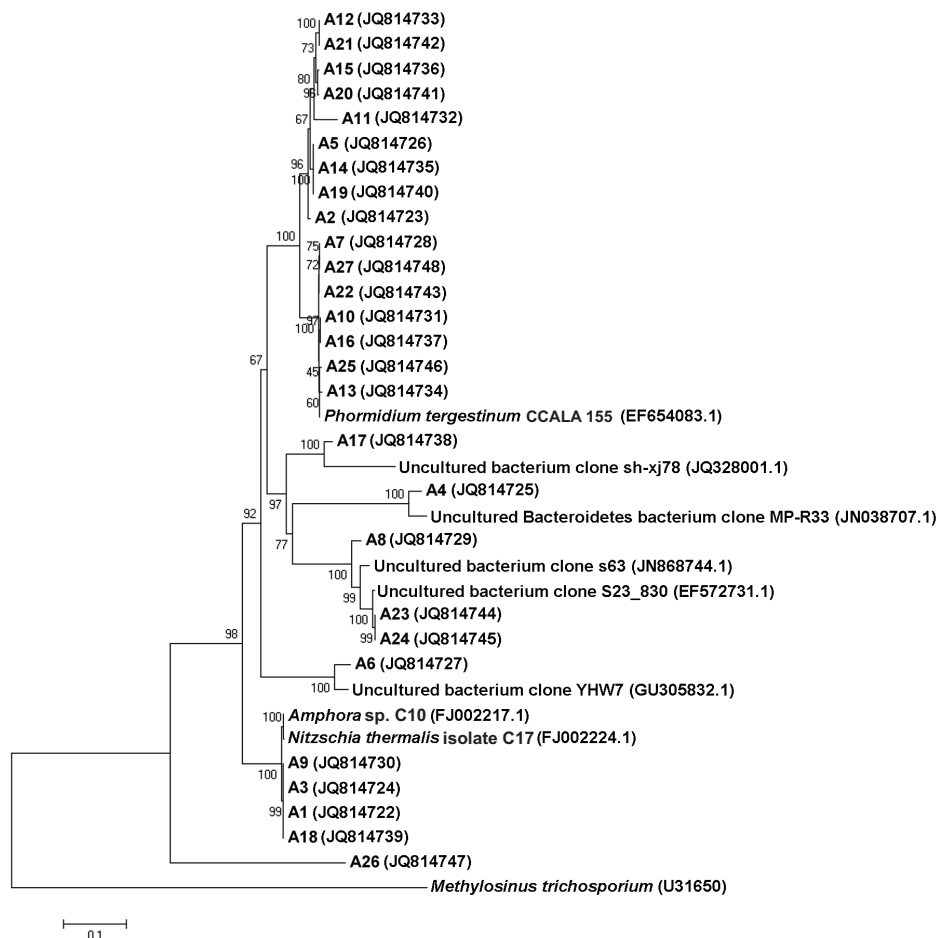 A12 (JQ814733)
100
A21 (JQ814742)
73
A15 (JQ814736)
80
A20 (JQ814741)
96
A11 (JQ814732)
67
A5 (JQ814726)
96
A14 (JQ814735)
100
A19 (JQ814740)
A2 (JQ814723)
100
A7 (JQ814728)
75
A27 (JQ814748)
72
A22 (JQ814743)
A10 (JQ814731)
97
100
A16 (JQ814737)
67
A25 (JQ814746)
45
A13 (JQ814734)
60
Phormidium tergestinum CCALA 155 (EF654083.1)
100
A17 (JQ814738)
Uncultured bacterium clone sh-xj78 (JQ328001.1)
100
A4 (JQ814725)
97
Uncultured Bacteroidetes bacterium clone MP-R33 (JN038707.1)
92
A8 (JQ814729)
77
Uncultured bacterium clone s63 (JN868744.1)
100
Uncultured bacterium clone S23_830 (EF572731.1)
99
A23 (JQ814744)
100
A24 (JQ814745)
98
99
A6 (JQ814727)
100
Uncultured bacterium clone YHW7 (GU305832.1)
Amphora sp. C10 (FJ002217.1)
100
Nitzschia thermalis isolate C17 (FJ002224.1)
A9 (JQ814730)
100
A3 (JQ814724)
A1 (JQ814722)
99
A18 (JQ814739)
A26 (JQ814747)
Methylosinus trichosporium (U31650)
0.1